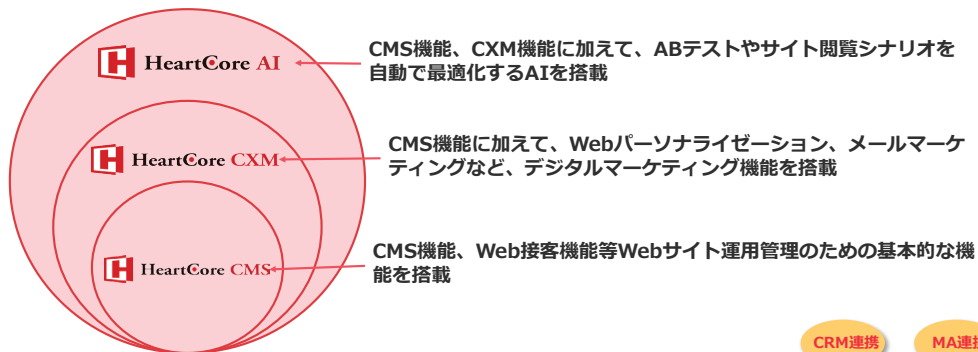 HeartCore AI
CMS機能、CXM機能に加えて、ABテストやサイト閲覧シナリオを
自動で最適化するAIを搭載
HeartCore CXM
CMS機能に加えて、Webパーソナライゼーション、メールマーケ
ティングなど、デジタルマーケティング機能を搭載
HeartCore CMS
CMS機能、Web接客機能等Webサイト運用管理のための基本的な機
能を搭載
CRM連携
MA連携